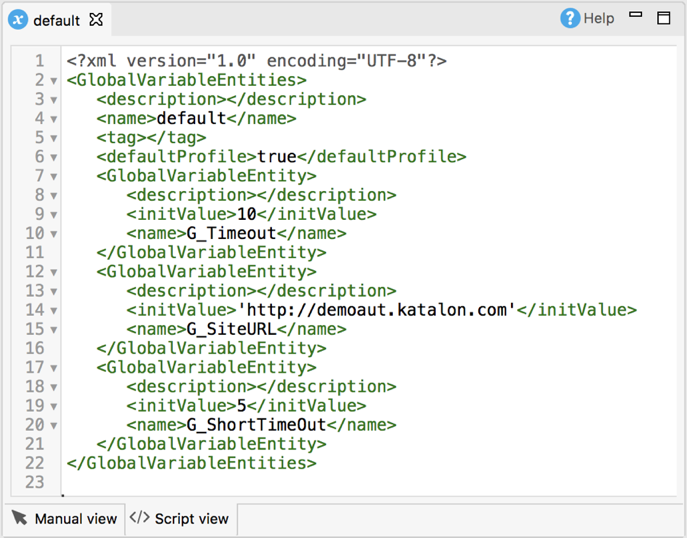 default
Help
1 <?xml version="1.0" encoding="UTF-8"?>
2 <GlobalVariableEntities>
3    <description></description>
4    <name>default</name>
5    <tag></tag>
6    <defaultProfile>true</defaultProfile>
7    <GlobalVariableEntity>
8       <description></description>
9       <initValue>10</initValue>
10       <name>G_Timeout</name>
11    </GlobalVariableEntity>
12    <GlobalVariableEntity>
13       <description></description>
14       <initValue>'http://demoaut.katalon.com'</initValue>
15       <name>G_SiteURL</name>
16    </GlobalVariableEntity>
17    <GlobalVariableEntity>
18       <description></description>
19       <initValue>5</initValue>
20       <name>G_ShortTimeOut</name>
21    </GlobalVariableEntity>
22 </GlobalVariableEntities>
23
Manual view </> Script view